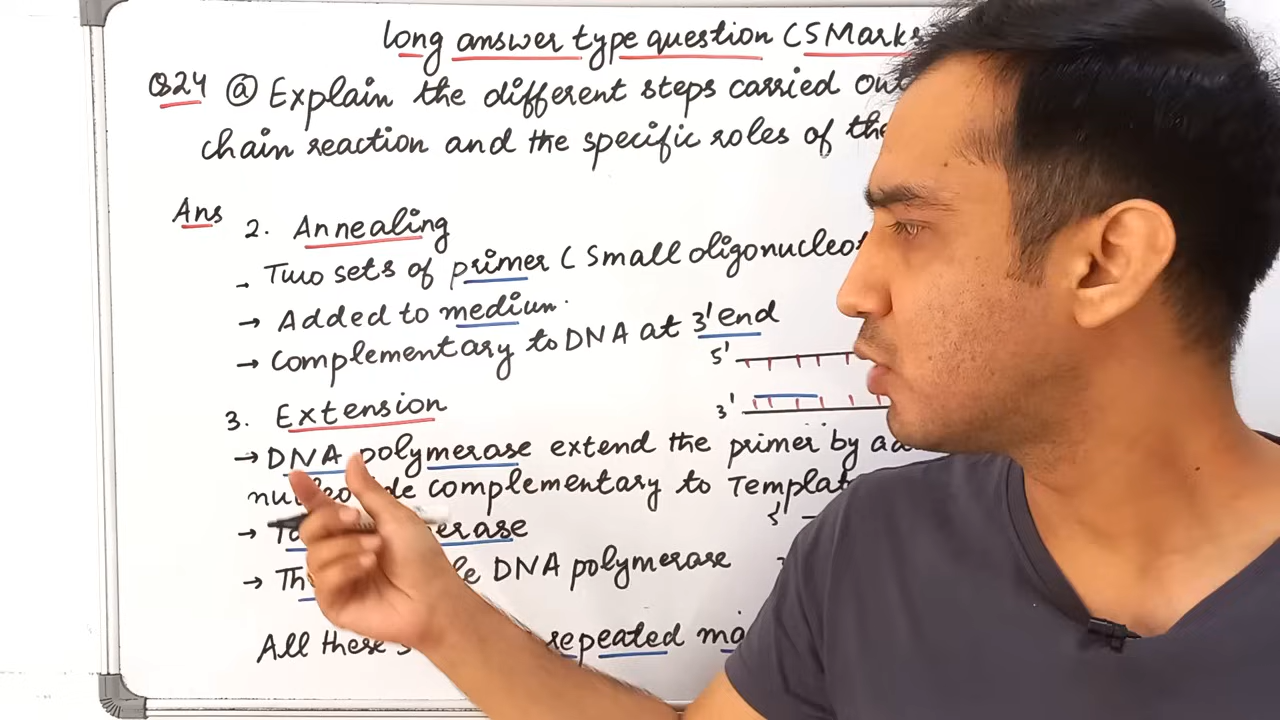 long answer type question (5 Marks
Q24 (a) Explain the different steps carried out
chain reaction and the specific roles of the
Ans 2. Annealing
- Two sets of primer ( small oligonucleot
→ Added to medium.
→ Complementary to DNA at 3' end
5'
3'
3. Extension
→ DNA polymerase extend the primer by
complementary to Templat
→
→ DNA polymerase
All these repeated